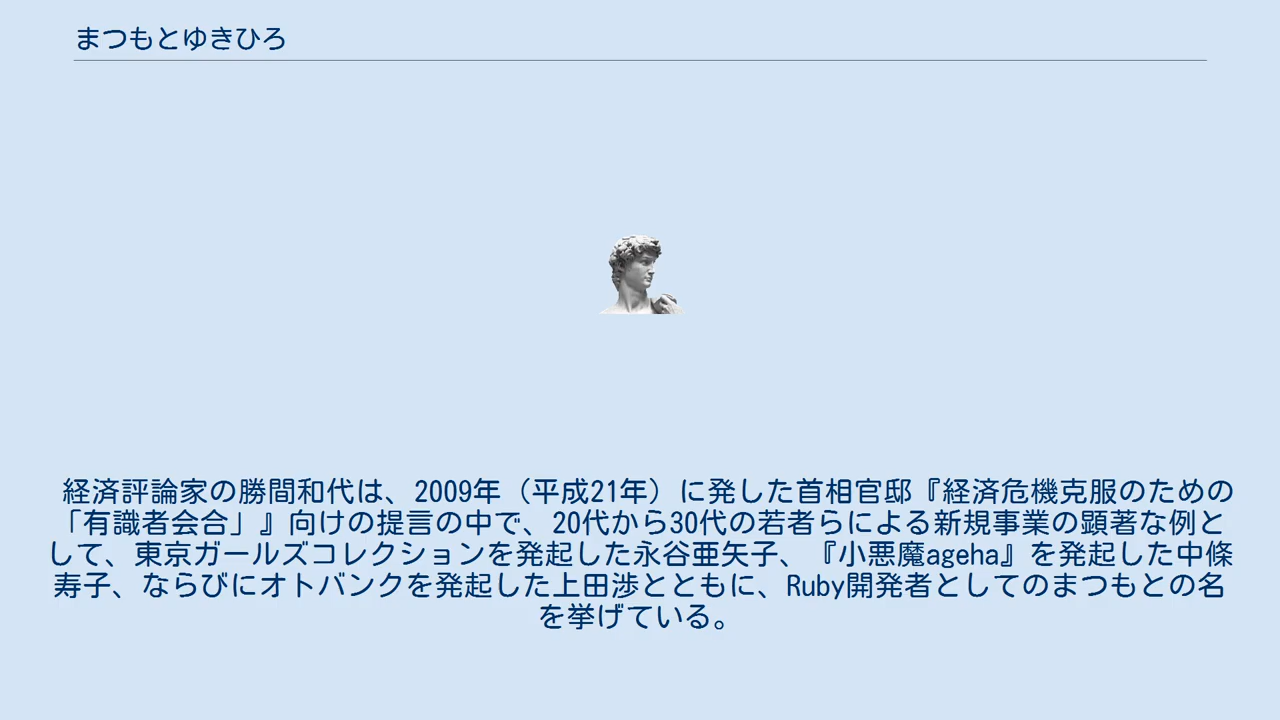 まつもとゆきひろ
経済評論家の勝間和代は、2009年（平成21年）に発した首相官邸『経済危機克服のための
「有識者会合」』向けの提言の中で、20代から30代の若者らによる新規事業の顕著な例と
して、東京ガールズコレクションを発起した永谷亜矢子、『小悪魔ageha』を発起した中條
寿子、ならびにオトバンクを発起した上田渉とともに、Ruby開発者としてのまつもとの名
を挙げている。